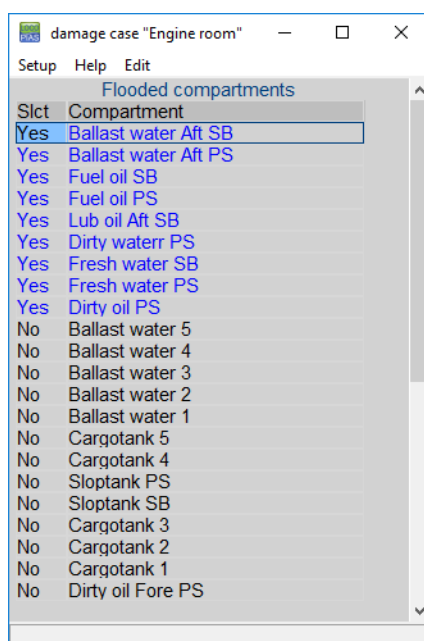 damage case "Engine room"
Setup Help Edit
Flooded compartments
Slct Compartment
Yes Ballast water Aft SB
Yes Ballast water Aft PS
Yes Fuel oil SB
Yes Fuel oil PS
Yes Lub oil Aft SB
Yes Dirty waterr PS
Yes Fresh water SB
Yes Fresh water PS
Yes Dirty oil PS
No Ballast water 5
No Ballast water 4
No Ballast water 3
No Ballast water 2
No Ballast water 1
No Cargotank 5
No Cargotank 4
No Sloptank PS
No Sloptank SB
No Cargotank 3
No Cargotank 2
No Cargotank 1
No Dirty oil Fore PS